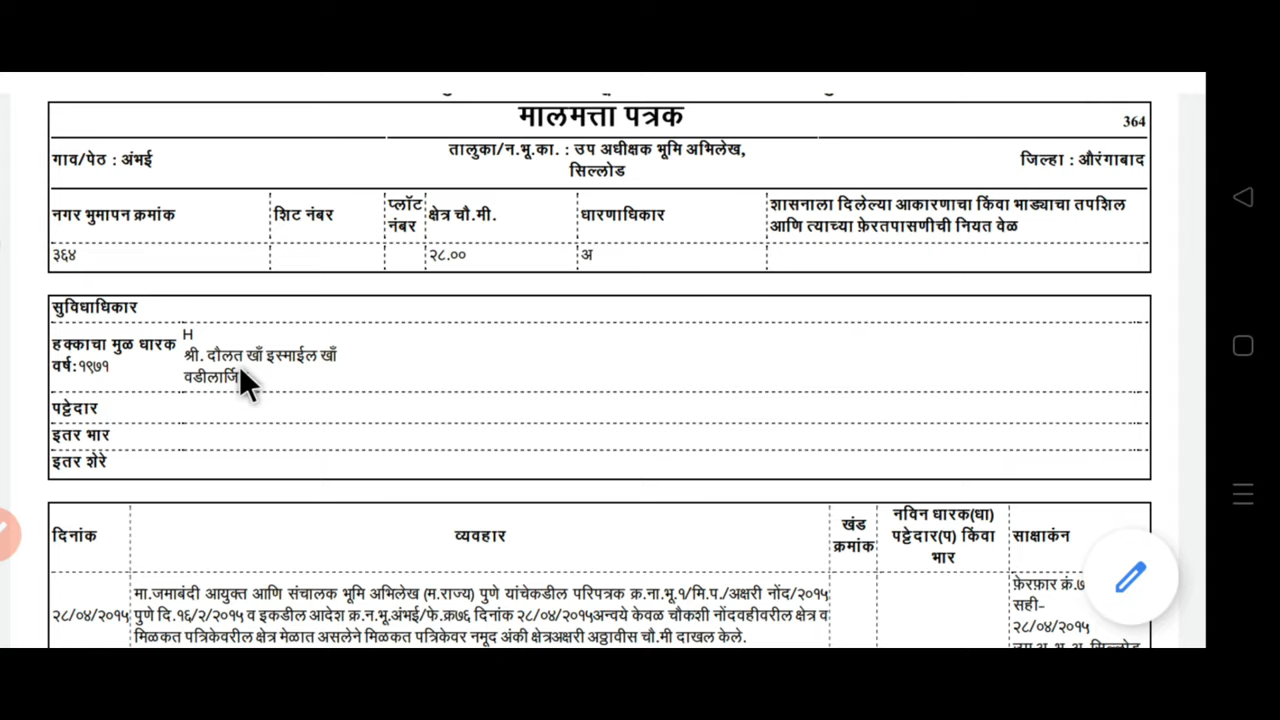 मालमत्ता पत्रक
364
गाव/पेठ : अंभई
तालुका/न.भू.का. : उप अधीक्षक भूमि अभिलेख,
सिल्लोड
जिल्हा : औरंगाबाद
नगर भुमापन क्रमांक
शिट नंबर
प्लॉट
नंबर
क्षेत्र चौ.मी.
धारणाधिकार
शासनाला दिलेल्या आकारणाचा किंवा भाड्याचा तपशिल
आणि त्याच्या फ़ेरतपासणीची नियत वेळ
३६४
२८.००
अ
सुविधाधिकार
हक्काचा मुळ धारक
वर्ष:१९७१
H
श्री. दौलत खाँ इस्माईल खाँ
पट्टेदार
इतर भार
इतर शेरे
दिनांक
व्यवहार
खंड
क्रमांक
नविन धारक(धा)
पट्टेदार(प) किंवा
भार
साक्षाकंन
२८/०४/२०१५
मा.जमाबंदी आयुक्त आणि संचालक भूमि अभिलेख (म.राज्य) पुणे यांचेकडील परिपत्रक क्र.ना.भू.१/मि.प./अक्षरी नोंद/२०१५
पुणे दि.१६/२/२०१५ व इकडील आदेश क्र.न.भू.अंभई/फे.क्र७६ दिनांक २८/०४/२०१५अन्वये केवळ चौकशी नोंदवहीवरील क्षेत्र व
मिळकत पत्रिकेवरील क्षेत्र मेळात असलेने मिळकत पत्रिकेवर नमूद अंकी क्षेत्रअक्षरी अठ्ठावीस चौ.मी दाखल केले.
फ़ेरफ़ार क्रं.७
सही-
२८/०४/२०१५